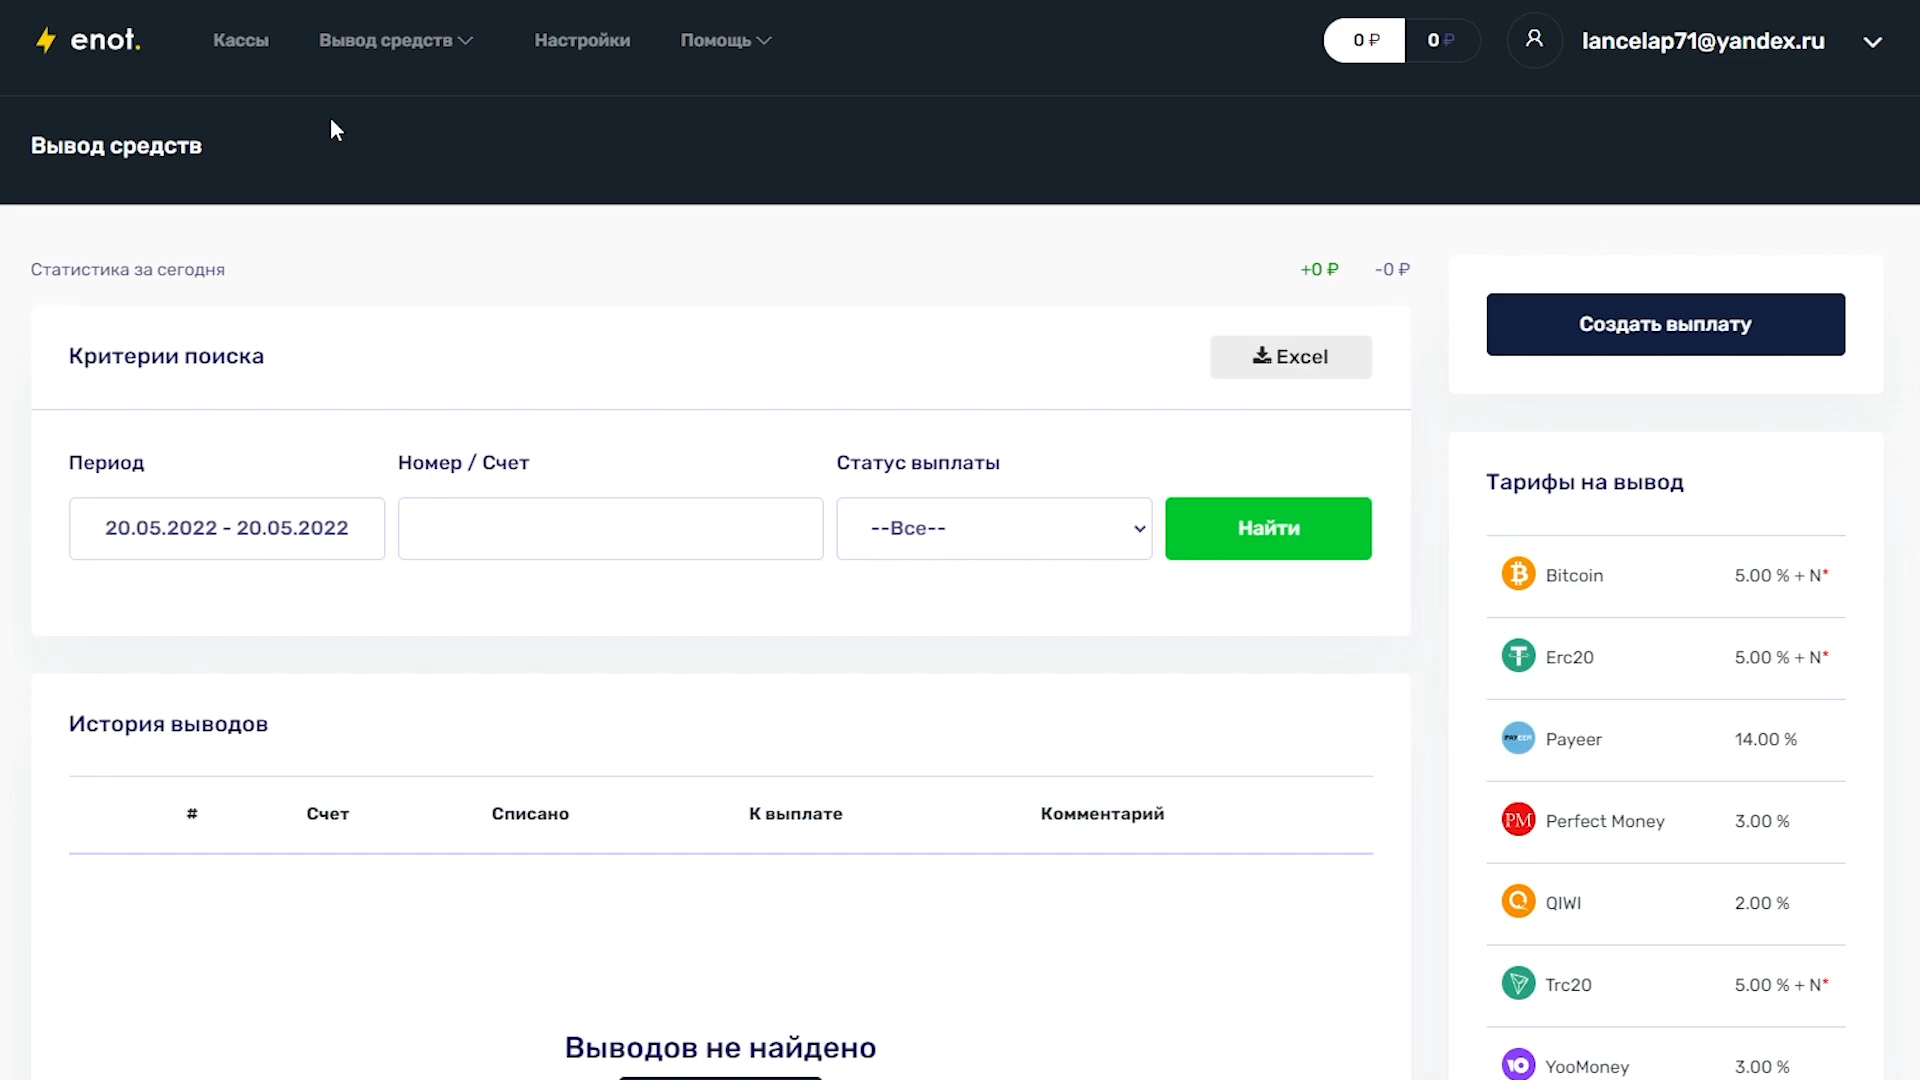 enot.
Кассы
Вывод средств
Настройки
Помощь
0 ₽
0 ₽
lancelap71@yandex.ru
Вывод средств
Статистика за сегодня
+0 ₽
-0 ₽
Критерии поиска
Excel
Создать выплату
Период
Номер / Счет
Статус выплаты
20.05.2022 - 20.05.2022
--Все--
Найти
История выводов
#
Счет
Списано
К выплате
Комментарий
Выводов не найдено
Тарифы на вывод
Bitcoin 5.00 % + N*
Erc20 5.00 % + N*
PAYEER Payeer 14.00 %
PM Perfect Money 3.00 %
QIWI 2.00 %
Trc20 5.00 % + N*
YooMoney 3.00 %